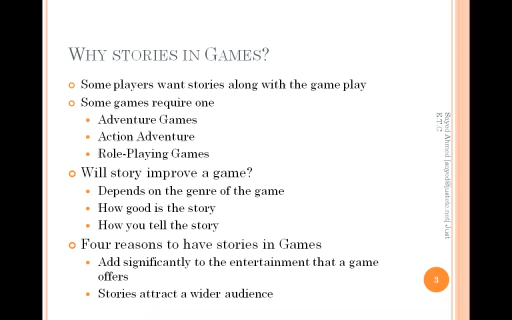 WHY STORIES IN GAMES?
Some players want stories along with the game play
Some games require one
Adventure Games
Action Adventure
Role-Playing Games
Will story improve a game?
Depends on the genre of the game
How good is the story
How you tell the story
Four reasons to have stories in Games
Add significantly to the entertainment that a game
offers
Stories attract a wider audience
Sayed Ahmed Just
E.T.C
3